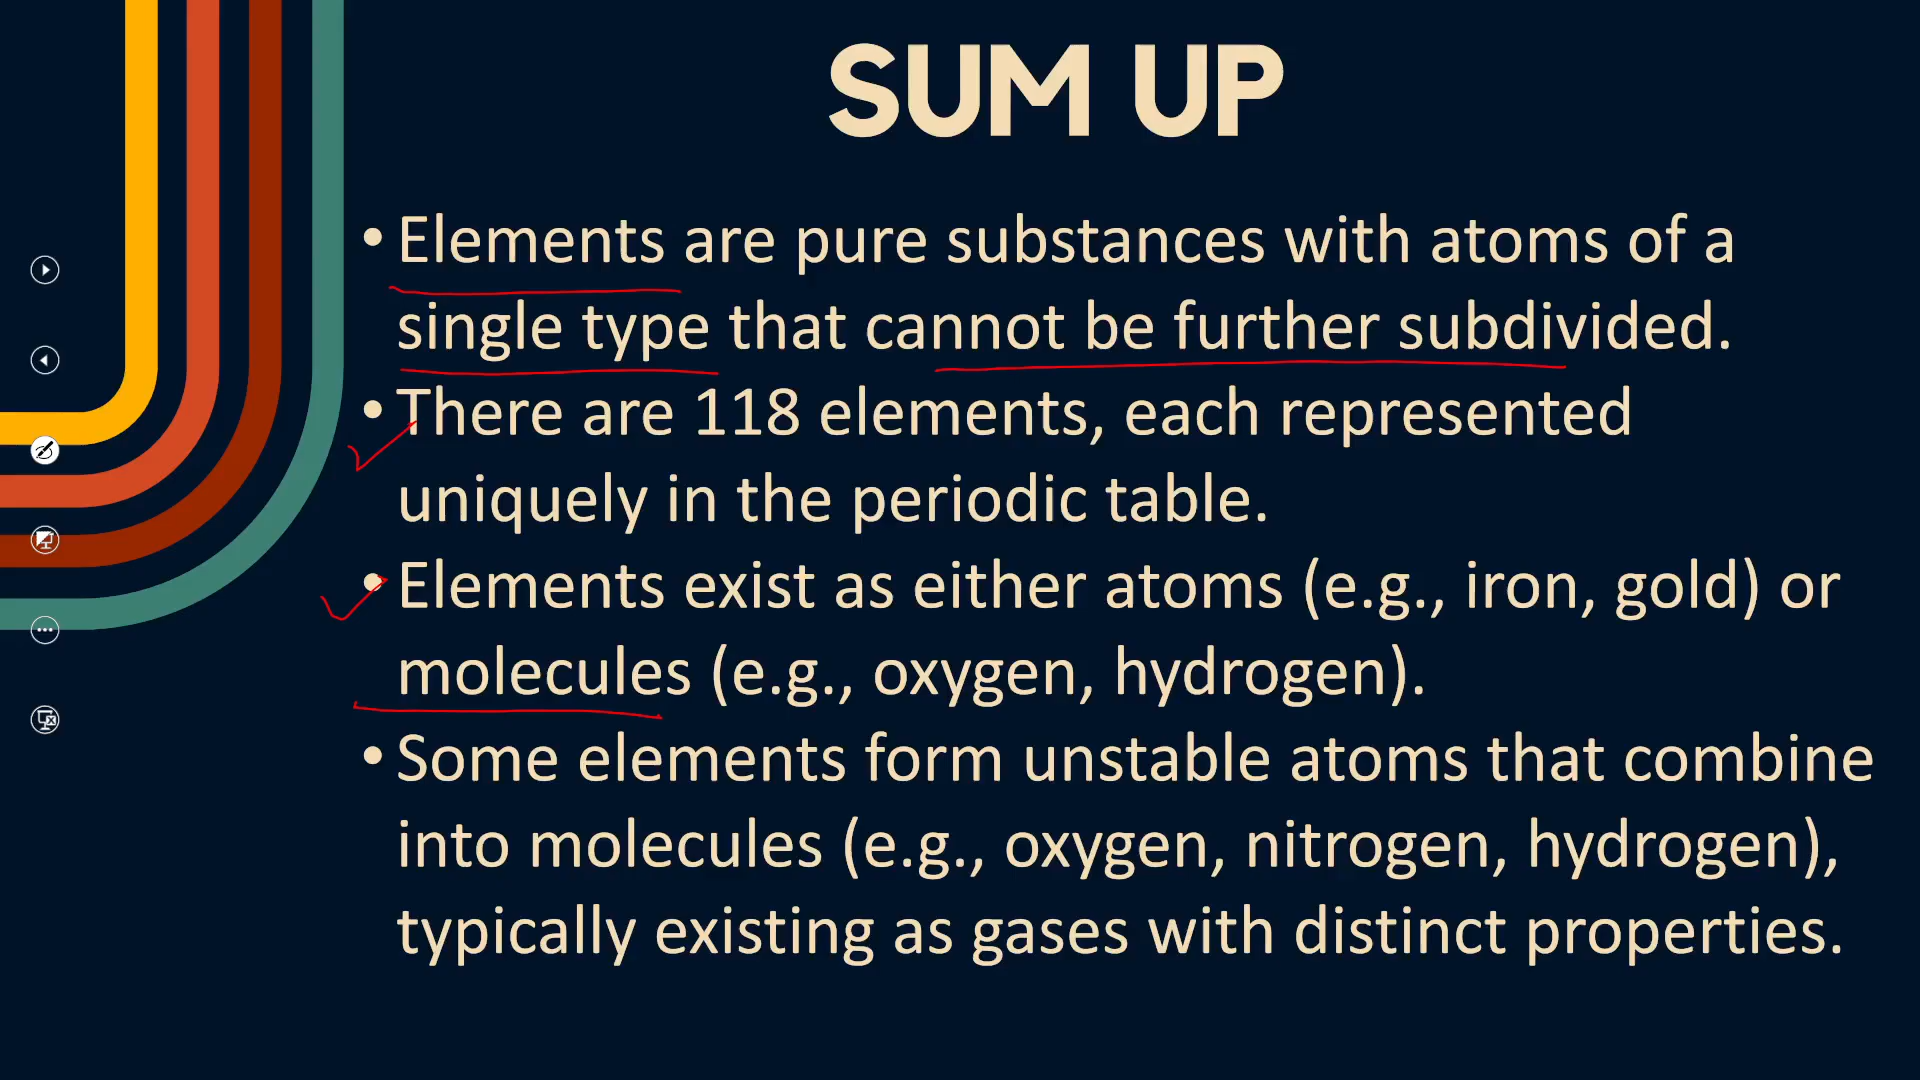 SUM UP
• Elements are pure substances with atoms of a
single type that cannot be further subdivided.
• There are 118 elements, each represented
uniquely in the periodic table.
• Elements exist as either atoms (e.g., iron, gold) or
molecules (e.g., oxygen, hydrogen).
• Some elements form unstable atoms that combine
into molecules (e.g., oxygen, nitrogen, hydrogen),
typically existing as gases with distinct properties.